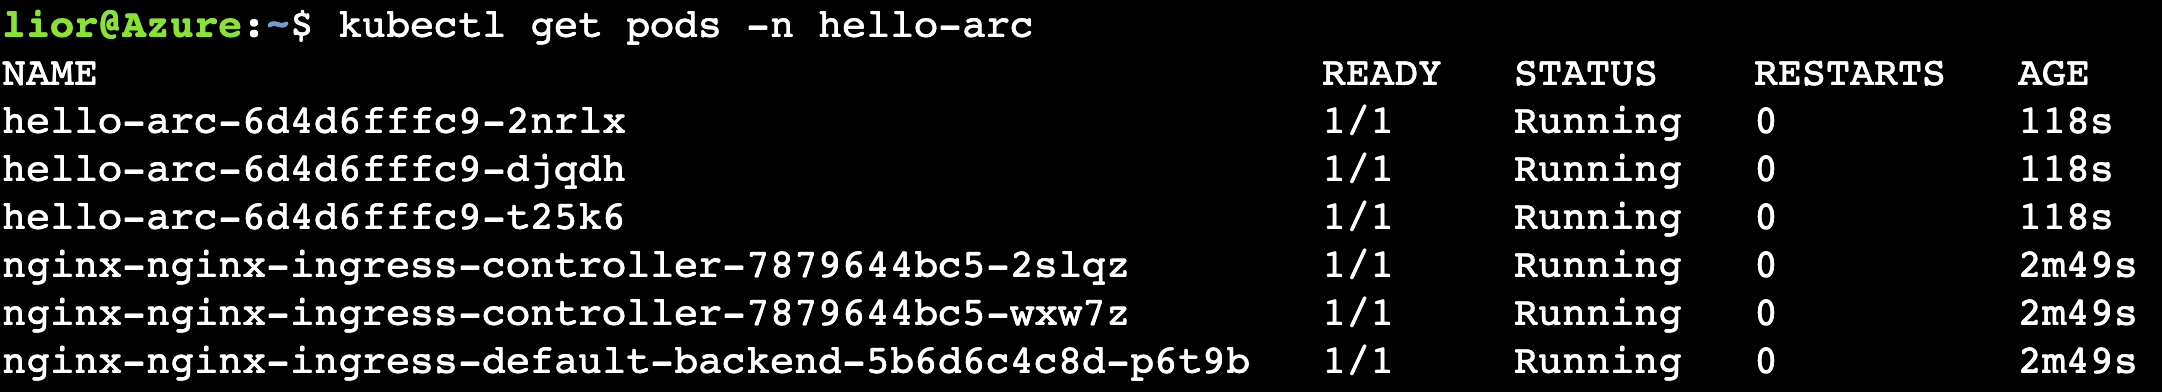 lior@Azure:~$ kubectl get pods -n hello-arc
NAME READY STATUS RESTARTS AGE
hello-arc-6d4d6fffc9-2nrlx 1/1 Running 0 118s
hello-arc-6d4d6fffc9-djqdh 1/1 Running 0 118s
hello-arc-6d4d6fffc9-t25k6 1/1 Running 0 118s
nginx-nginx-ingress-controller-7879644bc5-2slqz 1/1 Running 0 2m49s
nginx-nginx-ingress-controller-7879644bc5-wxw7z 1/1 Running 0 2m49s
nginx-nginx-ingress-default-backend-5b6d6c4c8d-p6t9b 1/1 Running 0 2m49s